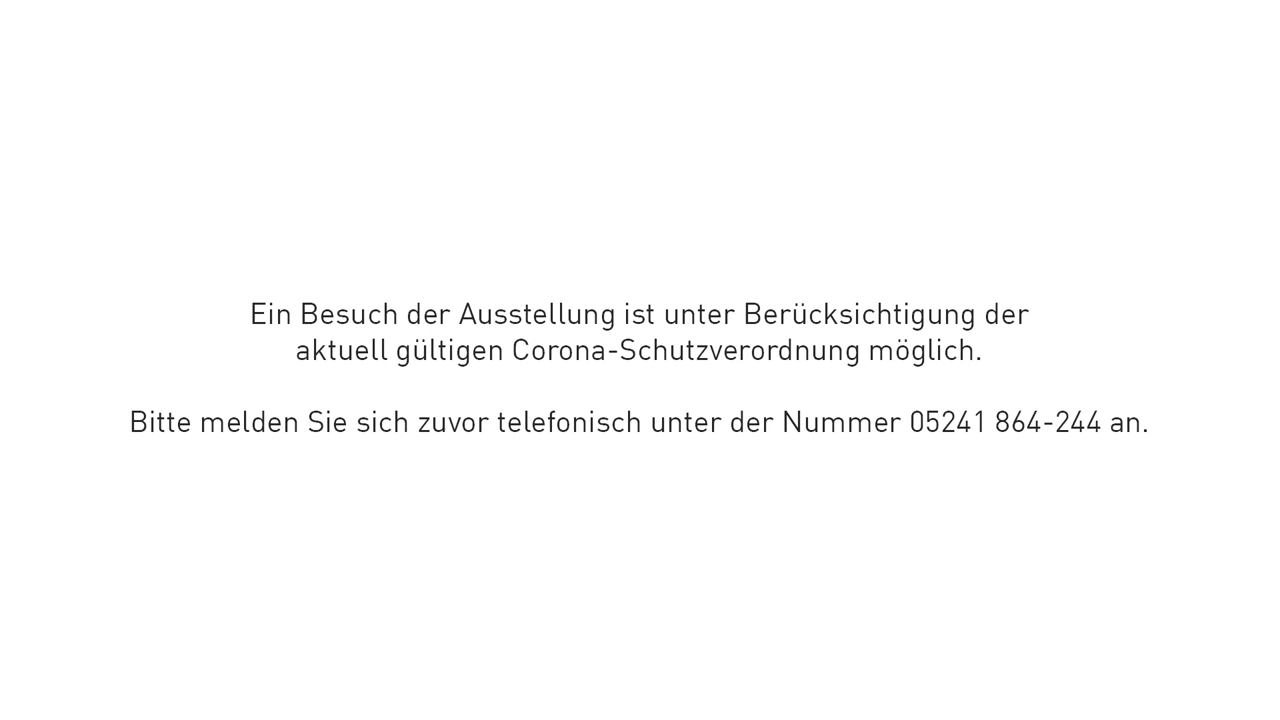 Ein Besuch der Ausstellung ist unter Berücksichtigung der
aktuell gültigen Corona-Schutzverordnung möglich.
Bitte melden Sie sich zuvor telefonisch unter der Nummer 05241 864-244 an.